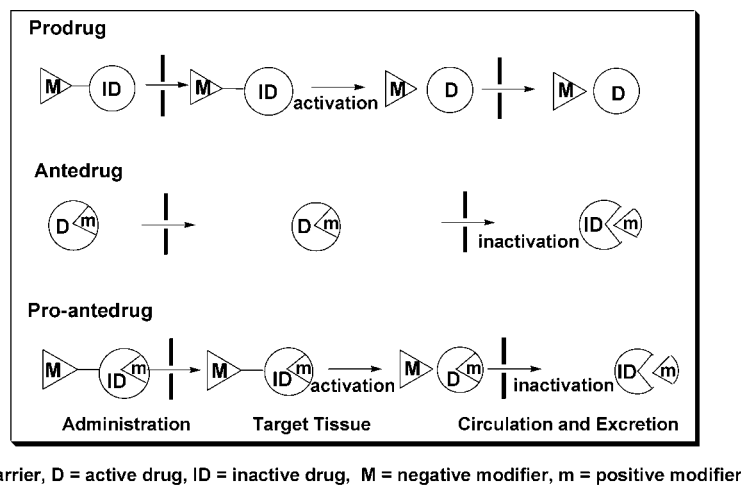 Prodrug
M ID M ID activation M D M D
Antedrug
D m D m inactivation ID m
Pro-antedrug
M ID m M ID m activation M D m inactivation ID m
Administration Target Tissue Circulation and Excretion
arrier, D = active drug, ID = inactive drug, M = negative modifier, m = positive modifier